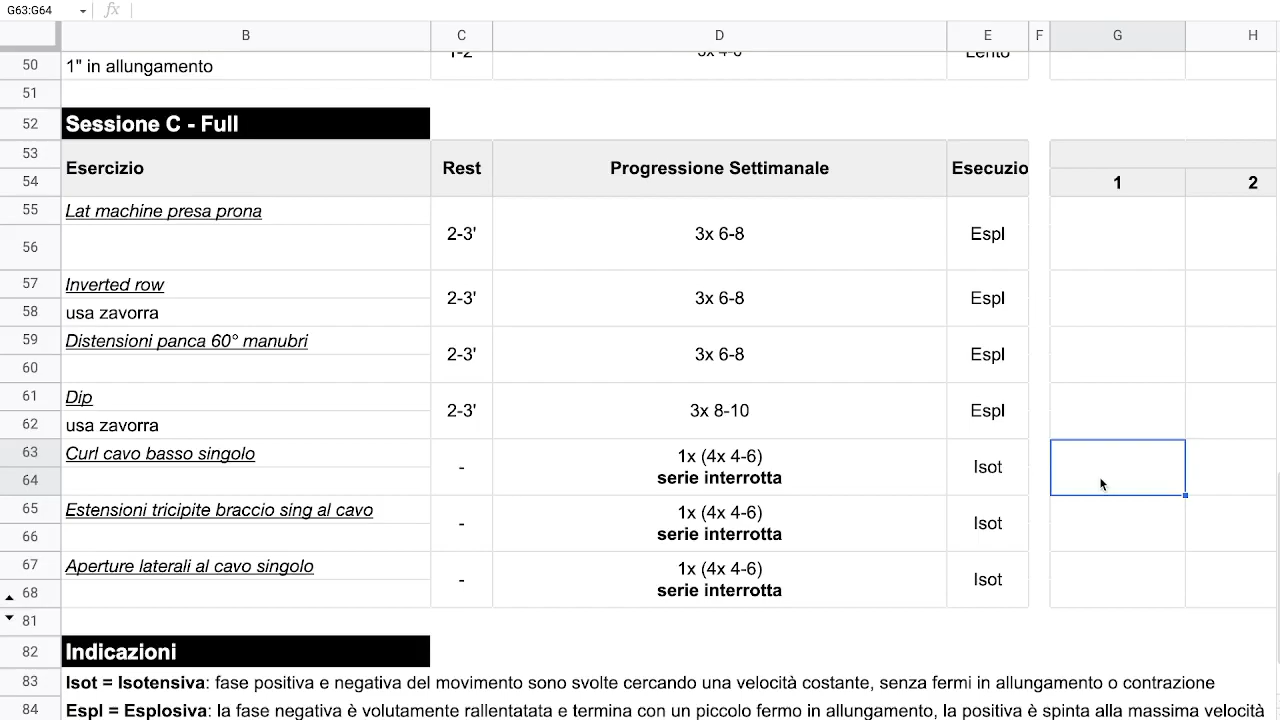 G63:G64 fx
B C D E F G H
50 1" in allungamento 1-2 3x 4-6 Lento
51
52 Sessione C - Full
53
Esercizio Rest Progressione Settimanale Esecuzio
54 1 2
55 Lat machine presa prona
56 2-3' 3x 6-8 Espl
57 Inverted row
2-3' 3x 6-8 Espl
58 usa zavorra
59 Distensioni panca 60° manubri
2-3' 3x 6-8 Espl
60
61 Dip
2-3' 3x 8-10 Espl
62 usa zavorra
63 Curl cavo basso singolo 1x (4x 4-6)
- Isot
64 serie interrotta
65 Estensioni tricipite braccio sing al cavo 1x (4x 4-6)
- Isot
66 serie interrotta
67 Aperture laterali al cavo singolo 1x (4x 4-6)
- Isot
68 serie interrotta
81
82 Indicazioni
83 Isot = Isotensiva: fase positiva e negativa del movimento sono svolte cercando una velocità costante, senza fermi in allungamento o contrazione
84 Espl = Esplosiva: la fase negativa è volutamente rallentatata e termina con un piccolo fermo in allungamento, la positiva è spinta alla massima velocità